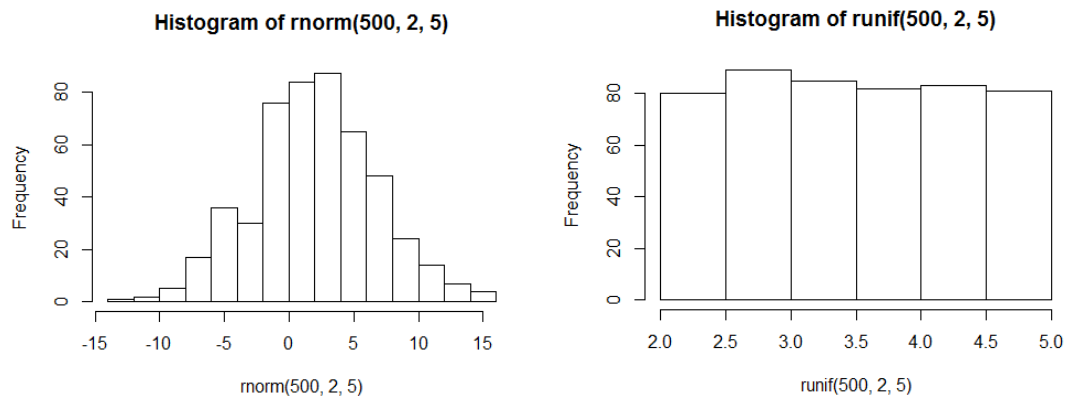 Histogram of rnorm(500, 2, 5)
Frequency
0
20
40
60
80
-15 -10 -5 0 5 10 15
rnorm(500, 2, 5)
Histogram of runif(500, 2, 5)
Frequency
0
20
40
60
80
2.0 2.5 3.0 3.5 4.0 4.5 5.0
runif(500, 2, 5)